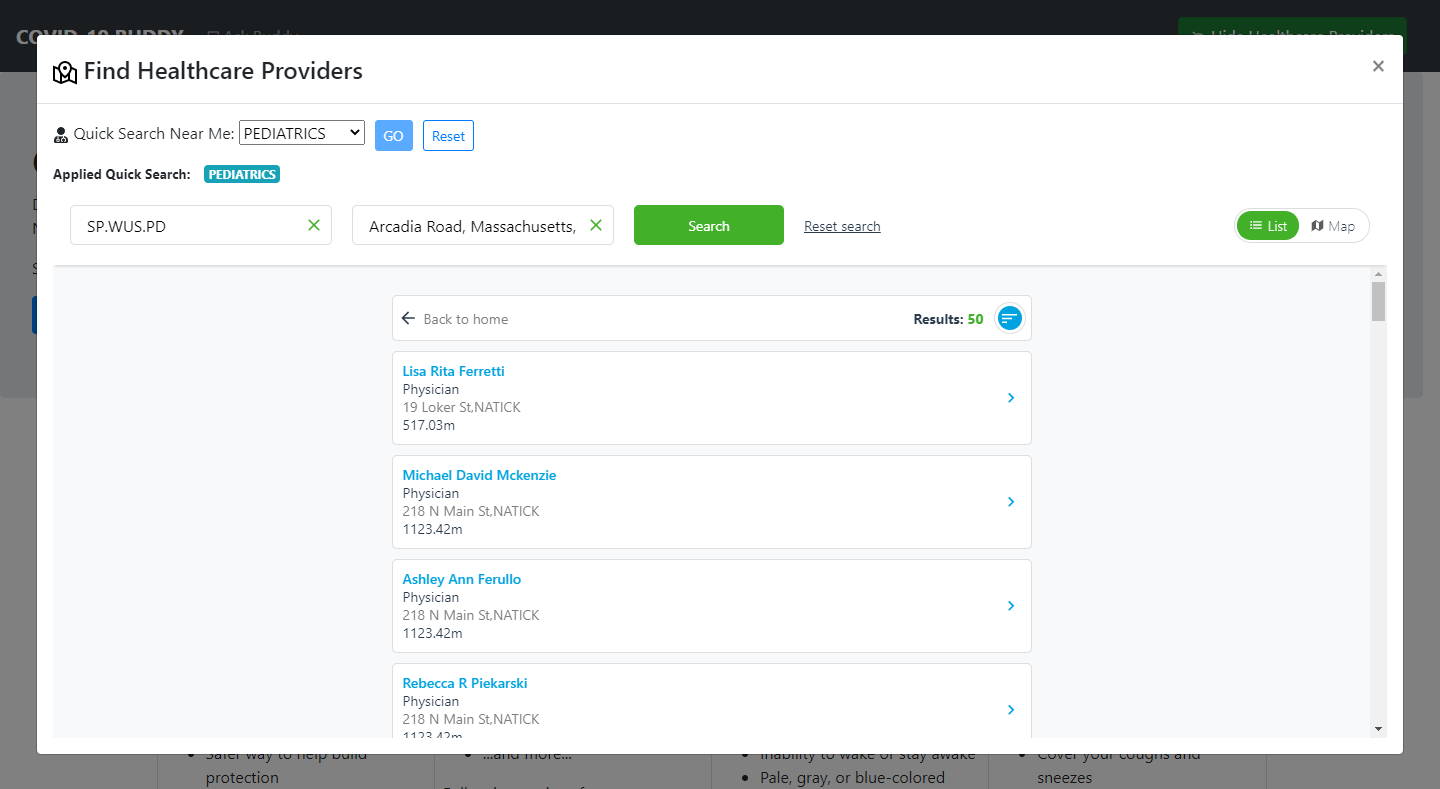 COVID-19 BUDDY Ask Buddy Hide Healthcare Providers
Find Healthcare Providers ×
Quick Search Near Me: PEDIATRICS GO Reset
Applied Quick Search: PEDIATRICS
SP.WUS.PD Arcadia Road, Massachusetts, Search Reset search List Map
Back to home Results: 50
Lisa Rita Ferretti
Physician
19 Loker St,NATICK
517.03m
Michael David Mckenzie
Physician
218 N Main St,NATICK
1123.42m
Ashley Ann Ferullo
Physician
218 N Main St,NATICK
1123.42m
Rebecca R Piekarski
Physician
218 N Main St,NATICK
1123.42m
Safer way to help build ...and more... Inability to wake or stay awake Cover your coughs and
protection Pale, gray, or blue-colored sneezes